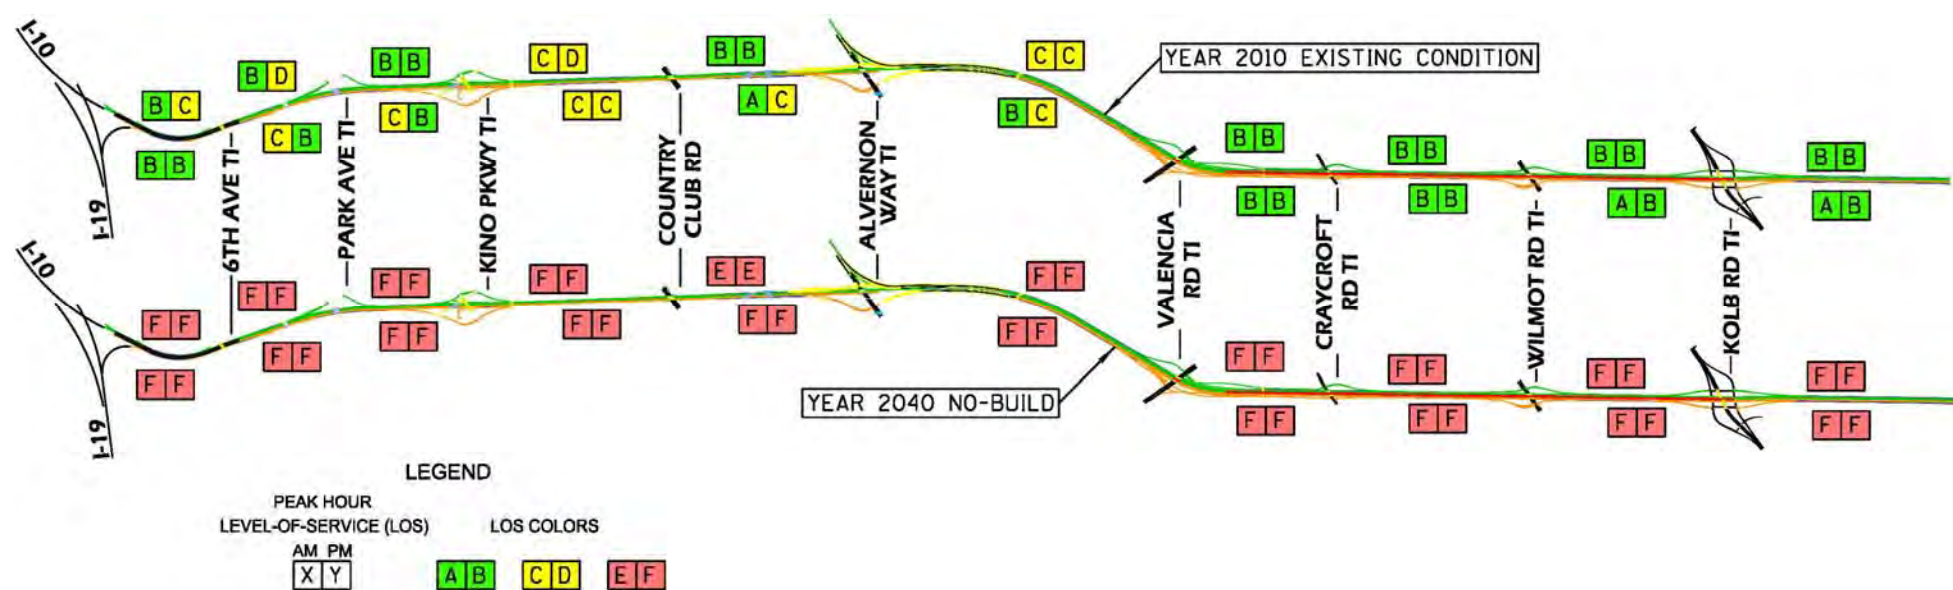 I-10
B C
B D
B B
C D
B B
C C
YEAR 2010 EXISTING CONDITION
B B
C B
C B
C C
A C
B C
B B
B B
B B
B B
B B
B B
A B
A B
I-19
6TH AVE TI
PARK AVE TI
KINO PKWY TI
COUNTRY
CLUB RD
ALVERNON
WAY TI
VALENCIA
RD TI
CRAYCROFT
RD TI
WILMOT RD TI
KOLB RD TI
I-10
F F
F F
F F
F F
E E
F F
F F
F F
F F
F F
F F
F F
YEAR 2040 NO-BUILD
F F
F F
F F
F F
F F
F F
F F
F F
I-19
LEGEND
PEAK HOUR
LEVEL-OF-SERVICE (LOS)
LOS COLORS
AM PM
X Y
A B
C D
E F